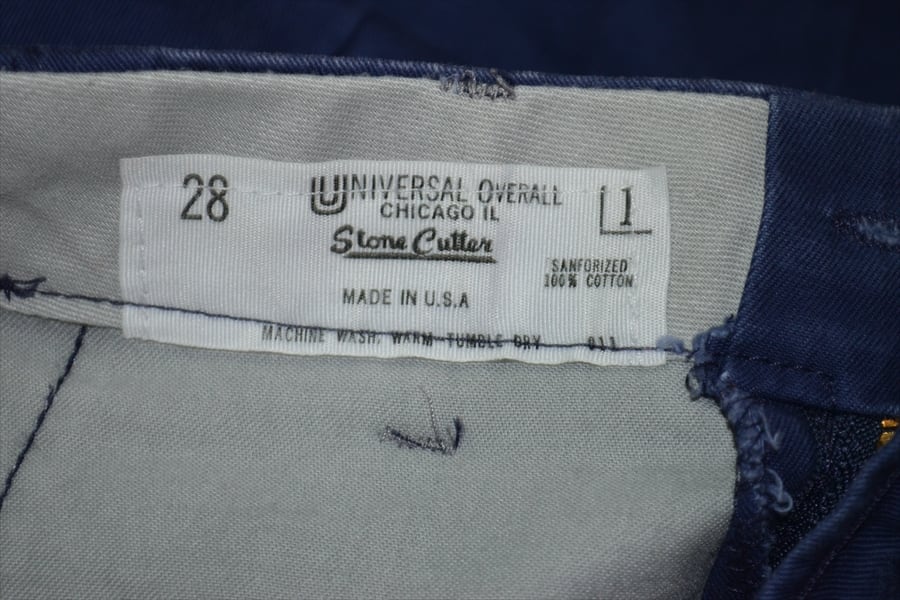 28
UNIVERSAL OVERALL
L1
CHICAGO IL
Stone Cutter
SANFORIZED
100% COTTON
MADE IN U.S.A
MACHINE WASH, WARM-TUMBLE DRY 011